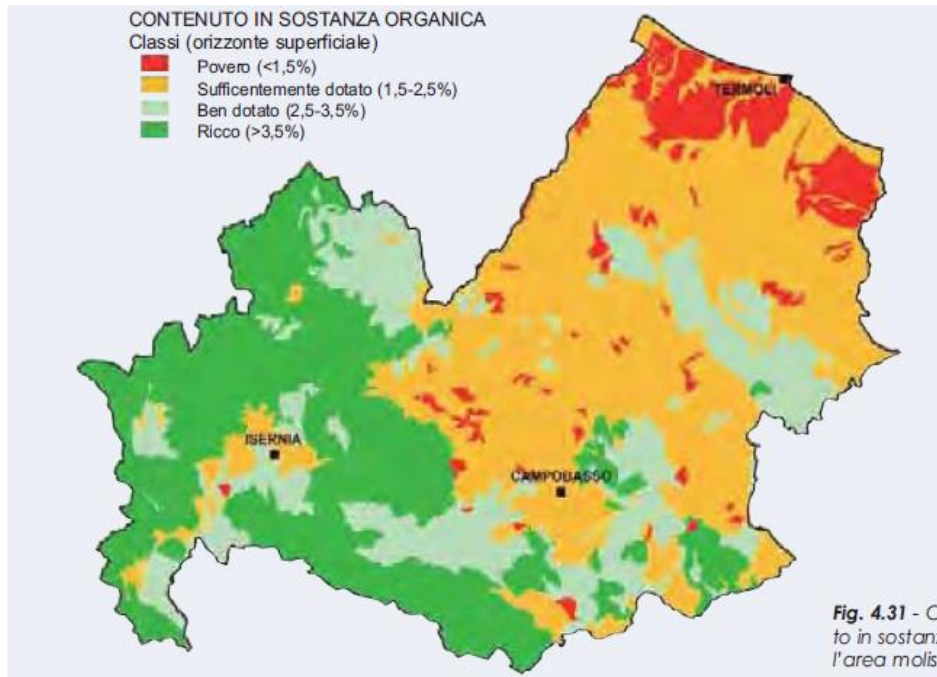 CONTENUTO IN SOSTANZA ORGANICA
Classi (orizzonte superficiale)
Povero (<1,5%)
Sufficentemente dotato (1,5-2,5%)
Ben dotato (2,5-3,5%)
Ricco (>3,5%)
TERMOLI
ISERNIA
CAMPOBASSO
Fig. 4.31 - C
to in sostan
l'area molis